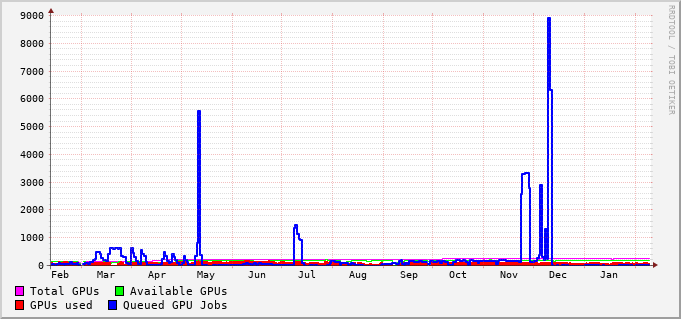 9000
8000
7000
6000
5000
4000
3000
2000
1000
0
Feb Mar Apr May Jun Jul Aug Sep Oct Nov Dec Jan
Total GPUs Available GPUs
GPUs used Queued GPU Jobs
RRDTOOL / TOBI OETIKER